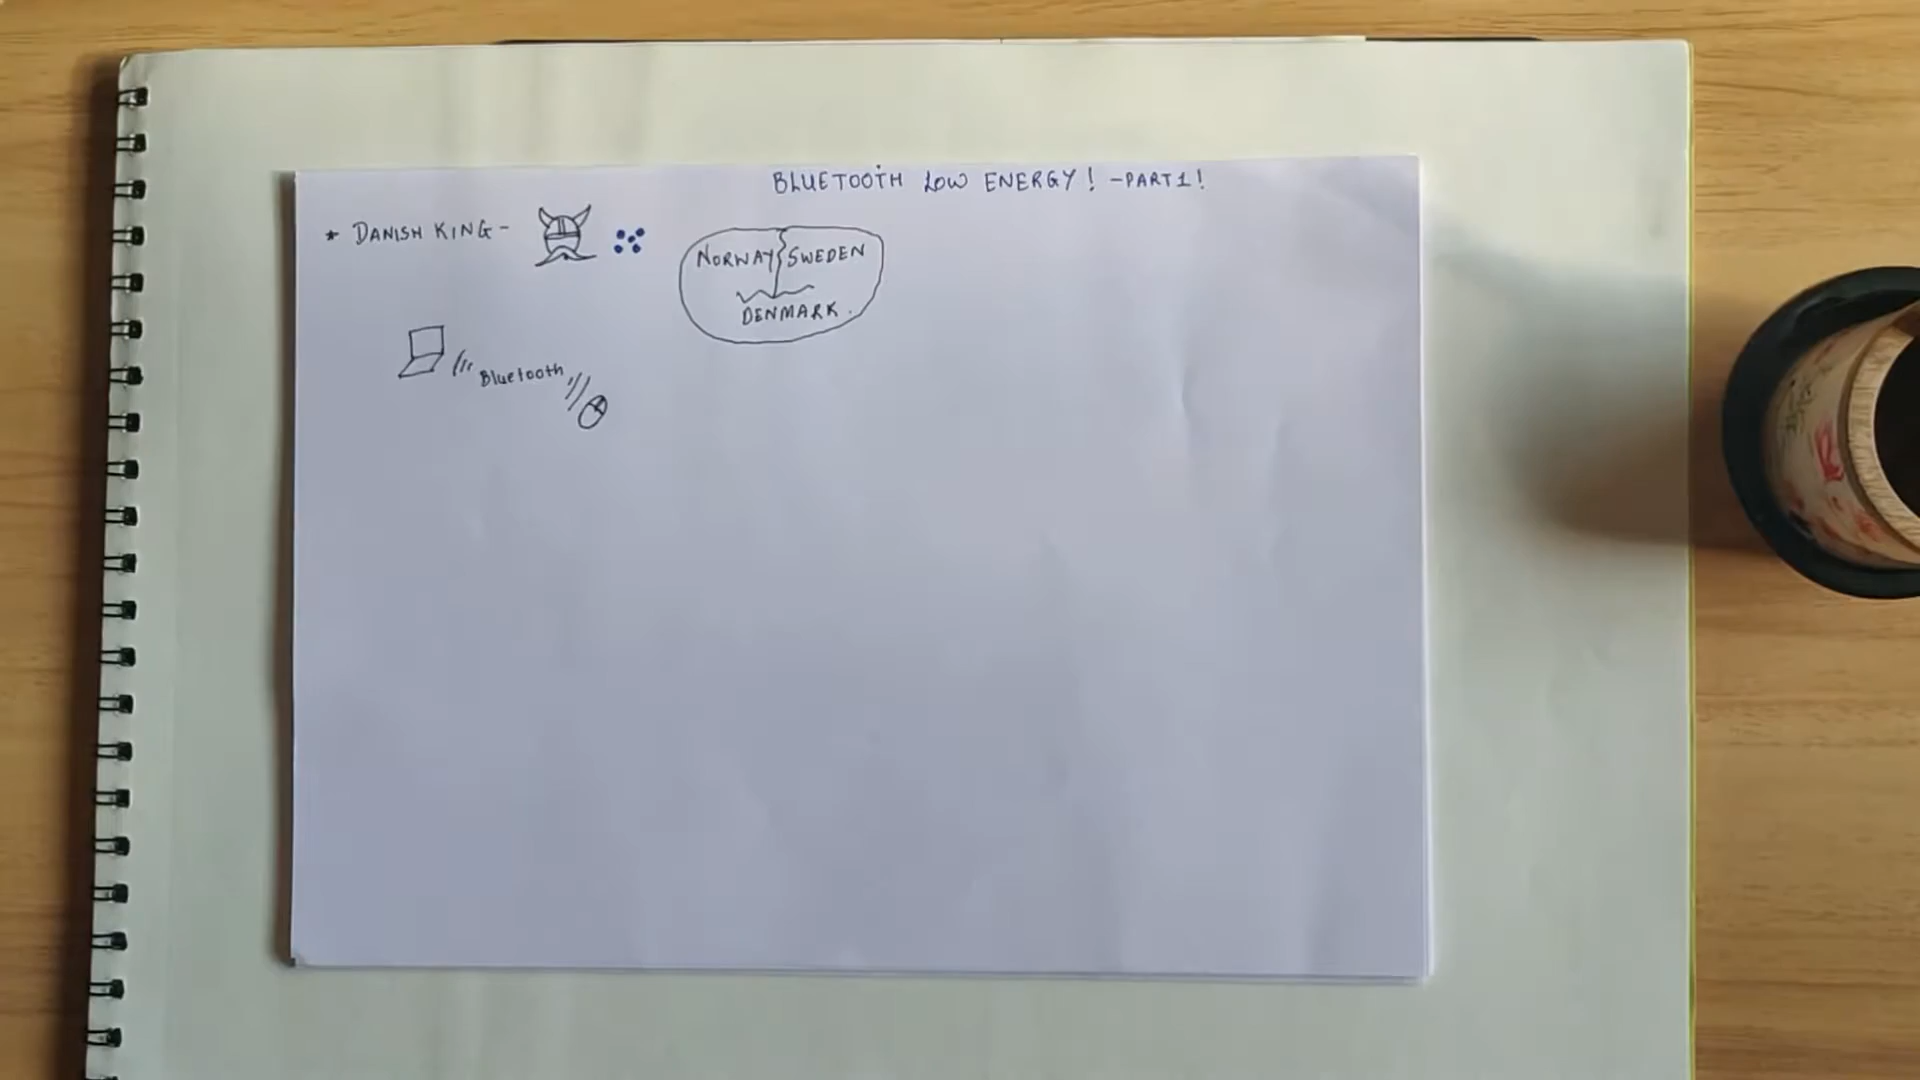 BLUETOOTH LOW ENERGY! -PART1!
* DANISH KING -
NORWAY SWEDEN
DENMARK.
Bluetooth